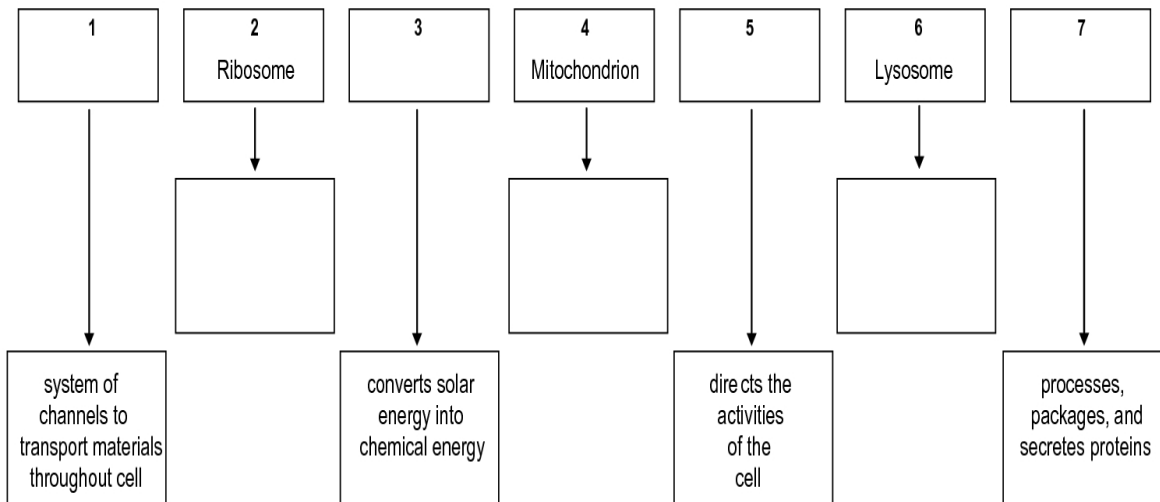 1
2
Ribosome
3
4
Mitochondrion
5
6
Lysosome
7
system of
channels to
transport materials
throughout cell
converts solar
energy into
chemical energy
directs the
activities
of the
cell
processes,
packages, and
secretes proteins